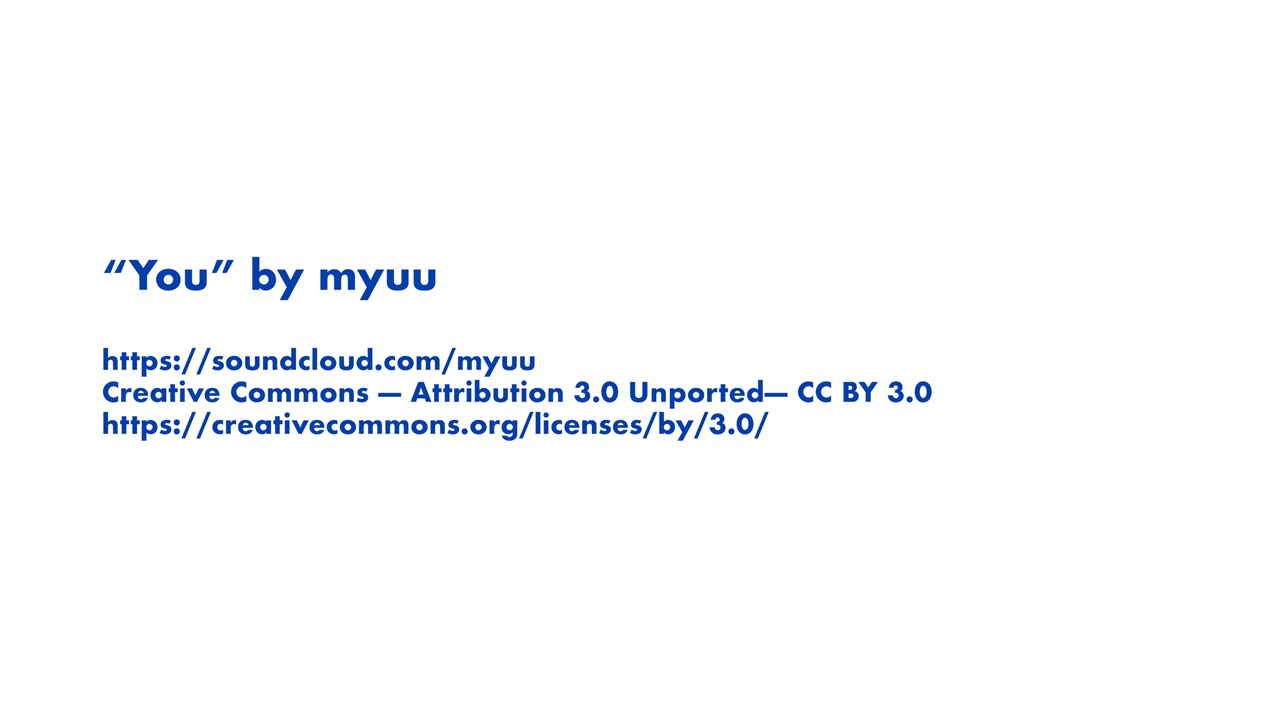 “You” by myuu
https://soundcloud.com/myuu
Creative Commons — Attribution 3.0 Unported— CC BY 3.0
https://creativecommons.org/licenses/by/3.0/